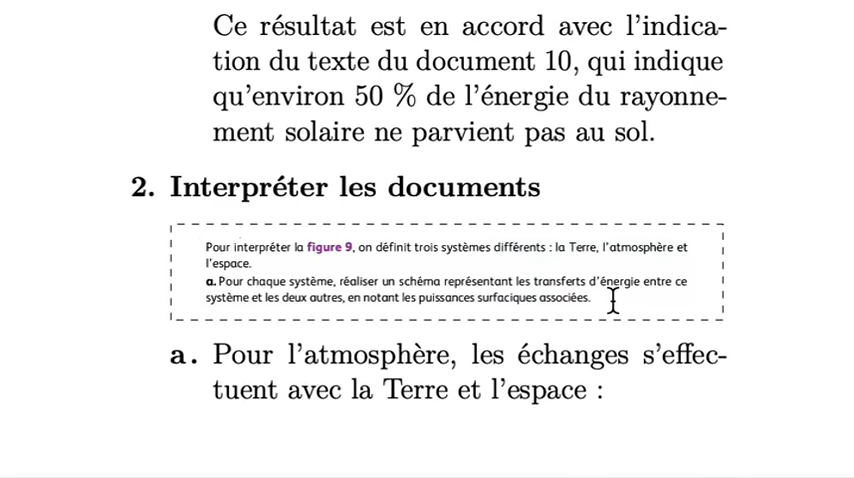 Ce résultat est en accord avec l'indica-
tion du texte du document 10, qui indique
qu'environ 50 % de l'énergie du rayonne-
ment solaire ne parvient pas au sol.
2. Interpréter les documents
Pour interpréter la figure 9, on définit trois systèmes différents : la Terre, l'atmosphère et
l'espace.
a. Pour chaque système, réaliser un schéma représentant les transferts d'énergie entre ce
système et les deux autres, en notant les puissances surfaciques associées.
a. Pour l'atmosphère, les échanges s'effec-
tuent avec la Terre et l'espace :